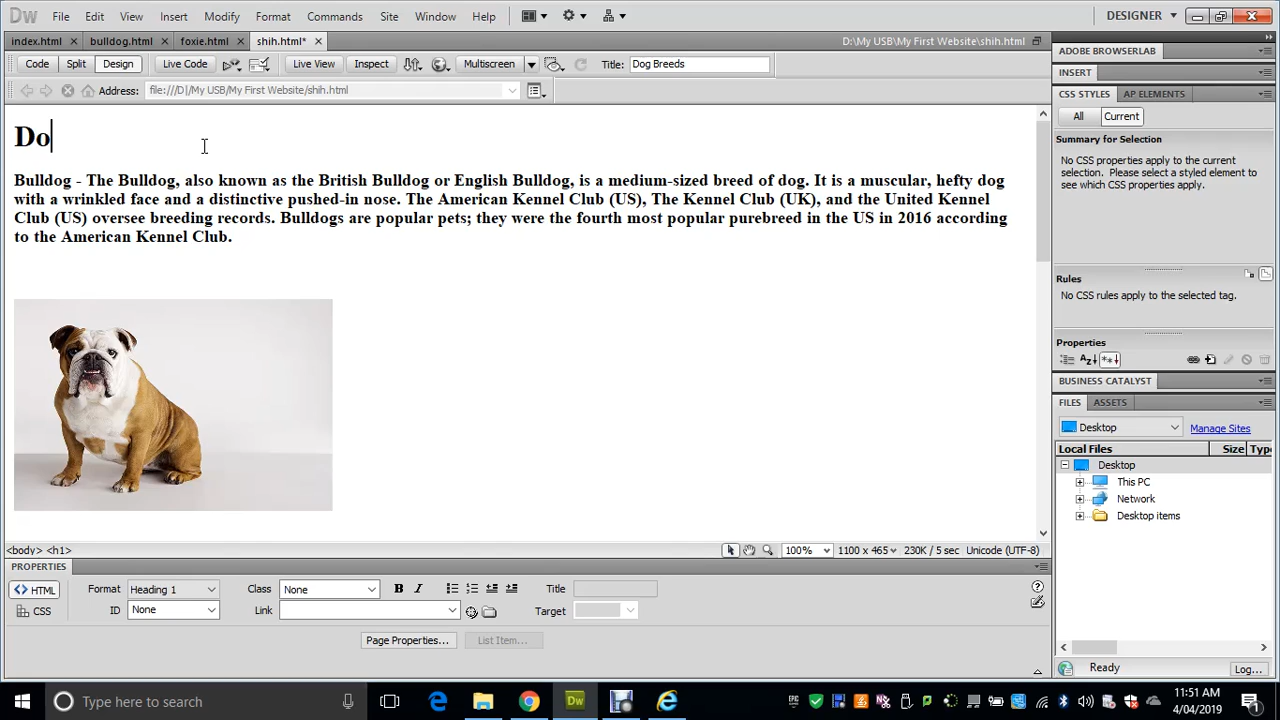 Dw File Edit View Insert Modify Format Commands Site Window Help DESIGNER
index.html bulldog.html foxie.html shih.html* D:\My USB\My First Website\shih.html
Code Split Design Live Code Live View Inspect Multiscreen Title: Dog Breeds
Address: file:///D|/My USB/My First Website/shih.html
Do
Bulldog - The Bulldog, also known as the British Bulldog or English Bulldog, is a medium-sized breed of dog. It is a muscular, hefty dog
with a wrinkled face and a distinctive pushed-in nose. The American Kennel Club (US), The Kennel Club (UK), and the United Kennel
Club (US) oversee breeding records. Bulldogs are popular pets; they were the fourth most popular purebreed in the US in 2016 according
to the American Kennel Club.
<body> <h1> 100% 1100 x 465 230K / 5 sec Unicode (UTF-8)
PROPERTIES
HTML Format Heading 1 Class None B I Title
CSS ID None Link Target
Page Properties... List Item...
ADOBE BROWSERLAB
INSERT
CSS STYLES AP ELEMENTS
All Current
Summary for Selection
No CSS properties apply to the current
selection. Please select a styled element to
see which CSS properties apply.
Rules
No CSS rules apply to the selected tag.
Properties
BUSINESS CATALYST
FILES ASSETS
Desktop Manage Sites
Local Files Size Type
Desktop
This PC
Network
Desktop items
Ready Log...
Type here to search Dw 11:51 AM
4/04/2019